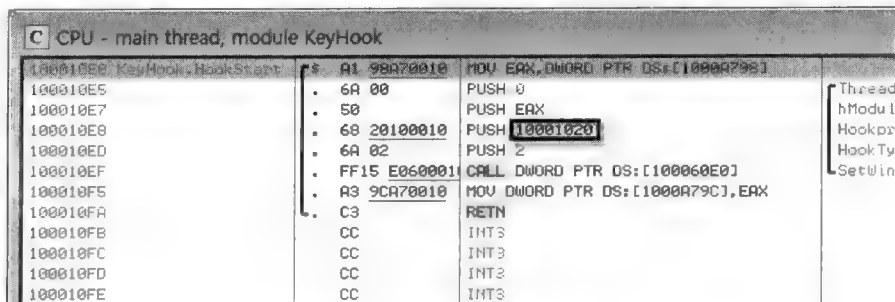 C CPU - main thread, module KeyHook
100010E0 KeyHook.HookStart $ A1 98A70010 MOV EAX,DWORD PTR DS:[1000A798]
100010E5 . 6A 00 PUSH 0 Thread
100010E7 . 50 PUSH EAX hModul
100010E8 . 68 20100010 PUSH 10001020 Hookpr
100010ED . 6A 02 PUSH 2 HookTy
100010EF . FF15 E0600010 CALL DWORD PTR DS:[100060E0] SetWin
100010F5 . A3 9CA70010 MOV DWORD PTR DS:[1000A79C],EAX
100010FA . C3 RETN
100010FB CC INT3
100010FC CC INT3
100010FD CC INT3
100010FE CC INT3